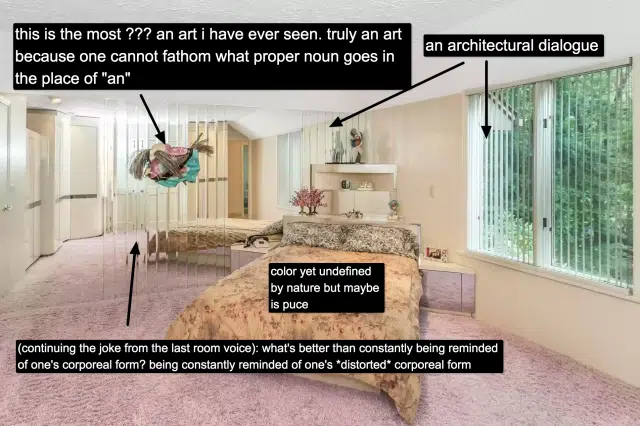 this is the most ??? an art i have ever seen. truly an art
because one cannot fathom what proper noun goes in
the place of "an"
an architectural dialogue
color yet undefined
by nature but maybe
is puce
(continuing the joke from the last room voice): what's better than constantly being reminded
of one's corporeal form? being constantly reminded of one's *distorted* corporeal form